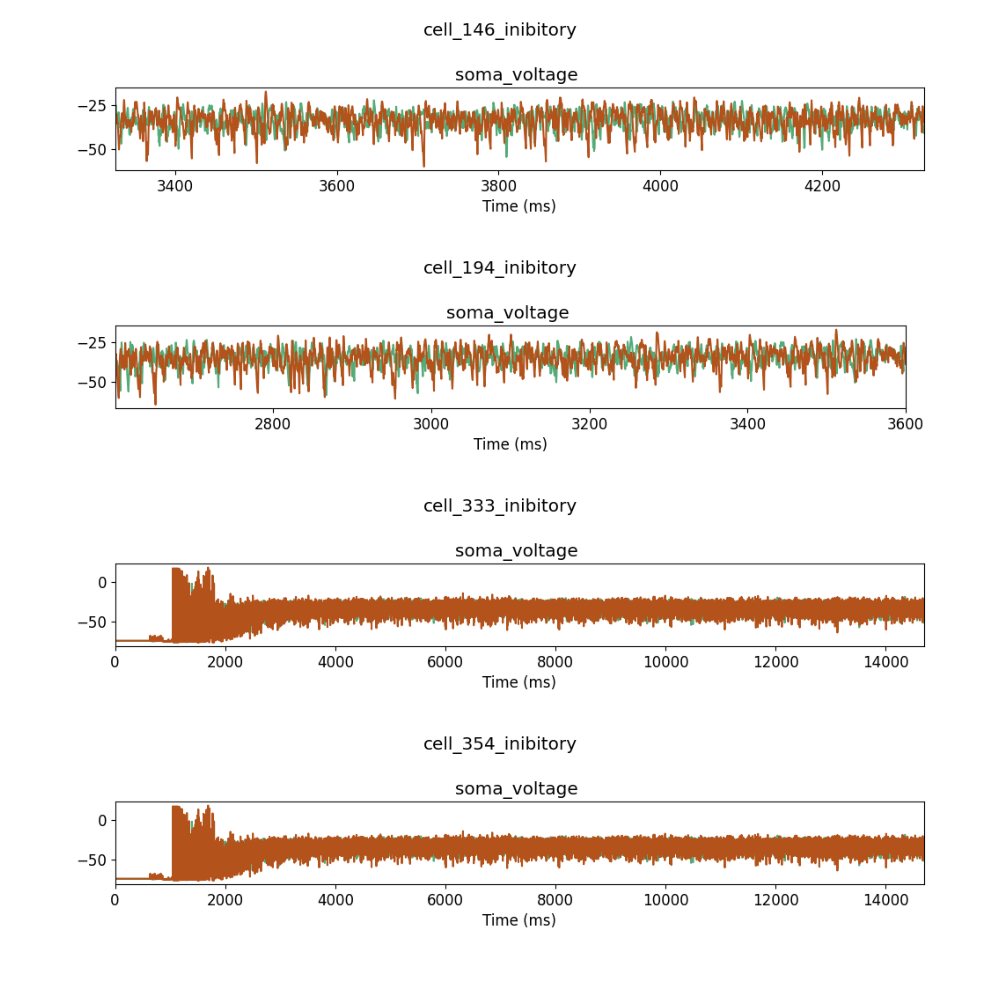 cell_146_inibitory
soma_voltage
−25
−50
3400 3600 3800 4000 4200
Time (ms)
cell_194_inibitory
soma_voltage
−25
−50
2800 3000 3200 3400 3600
Time (ms)
cell_333_inibitory
soma_voltage
0
−50
0 2000 4000 6000 8000 10000 12000 14000
Time (ms)
cell_354_inibitory
soma_voltage
0
−50
0 2000 4000 6000 8000 10000 12000 14000
Time (ms)